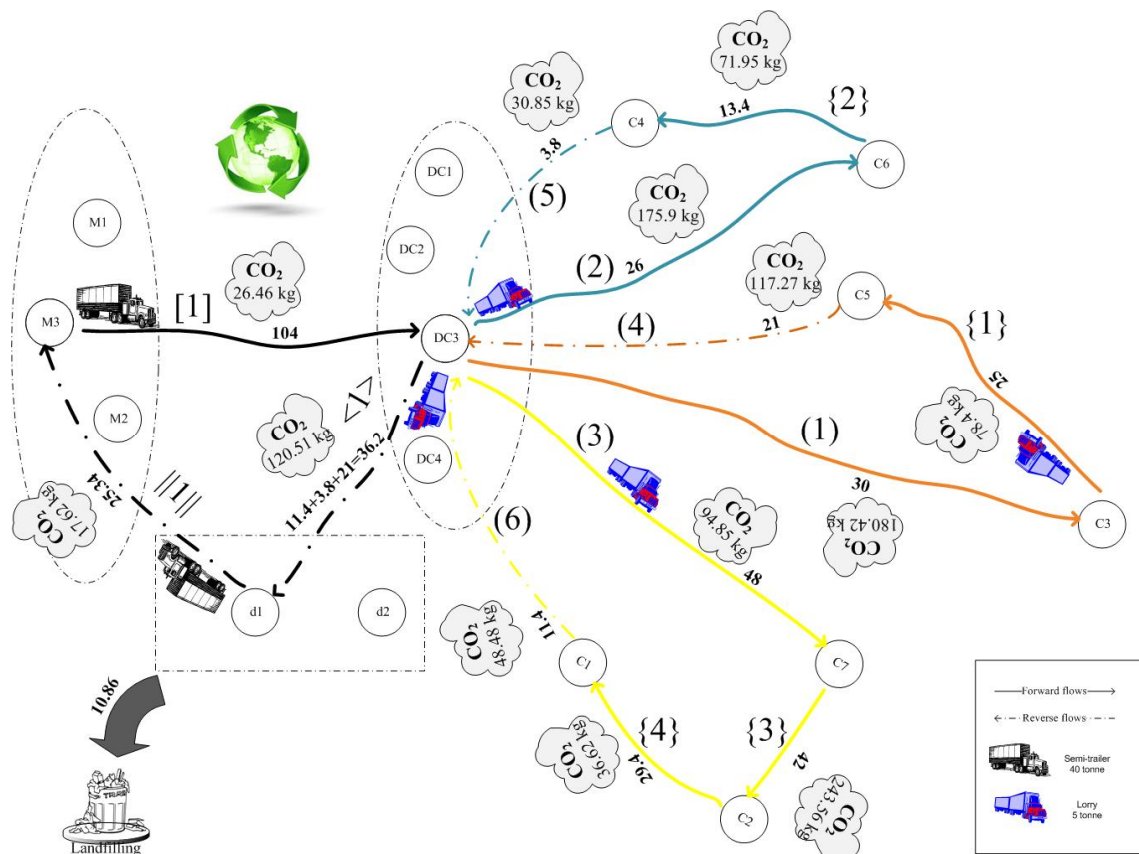 CO2
71.95 kg
CO2
30.85 kg
13.4
{2}
C4
3.8
C6
DC1
(5)
CO2
175.9 kg
M1
DC2
CO2
26.46 kg
(2)
26
CO2
117.27 kg
[1]
104
M3
DC3
(4)
21
C5
{1}
25
CO2
78.4 kg
M2
<1>
CO2
120.51 kg
DC4
11.4+3.8+21=36.2
(3)
(1)
30
C3
CO2
180.42 kg
25.34
||1||
CO2
17.62 kg
(6)
CO2
94.85 kg
48
d1
d2
11.4
CO2
48.48 kg
C1
C7
10.86
{4}
29.4
CO2
36.62 kg
{3}
42
C2
CO2
243.56 kg
TRASH
Landfilling
Forward flows
Reverse flows
Semi-trailer
40 tonne
Lorry
5 tonne